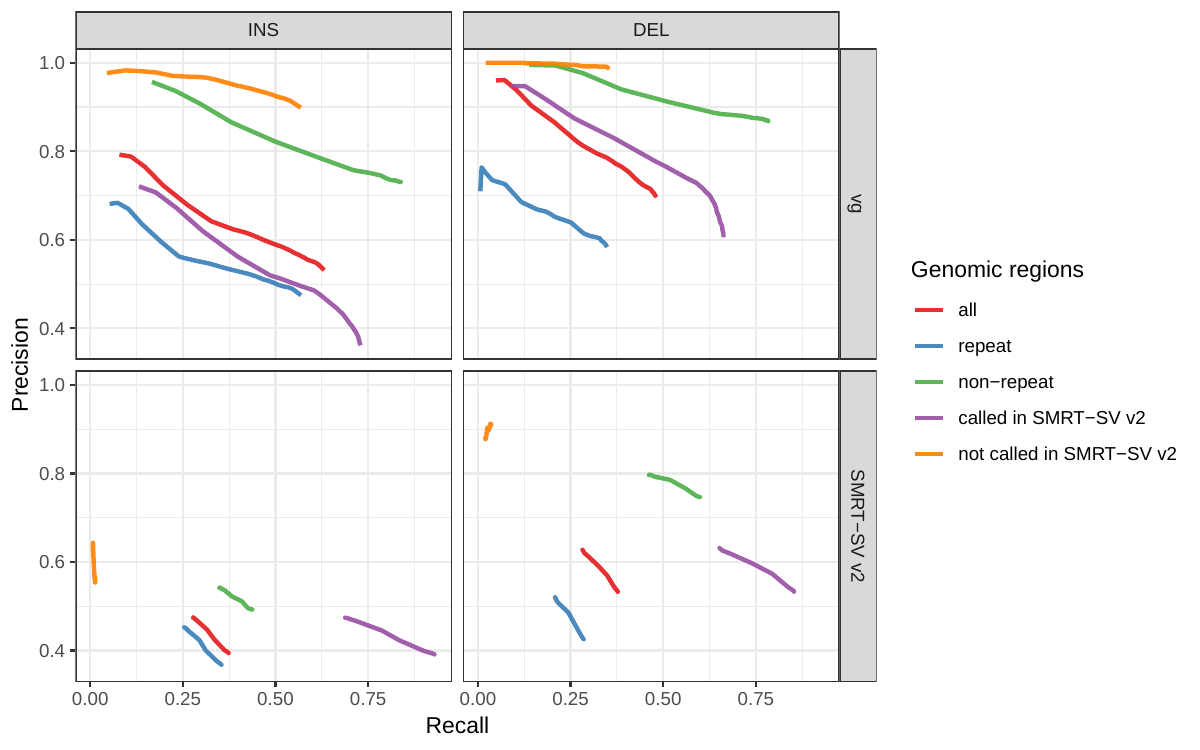 INS
DEL
1.0
0.8
0.6
0.4
vg
1.0
0.8
0.6
0.4
SMRT−SV v2
0.00
0.25
0.50
0.75
0.00
0.25
0.50
0.75
Recall
Precision
Genomic regions
all
repeat
non−repeat
called in SMRT−SV v2
not called in SMRT−SV v2